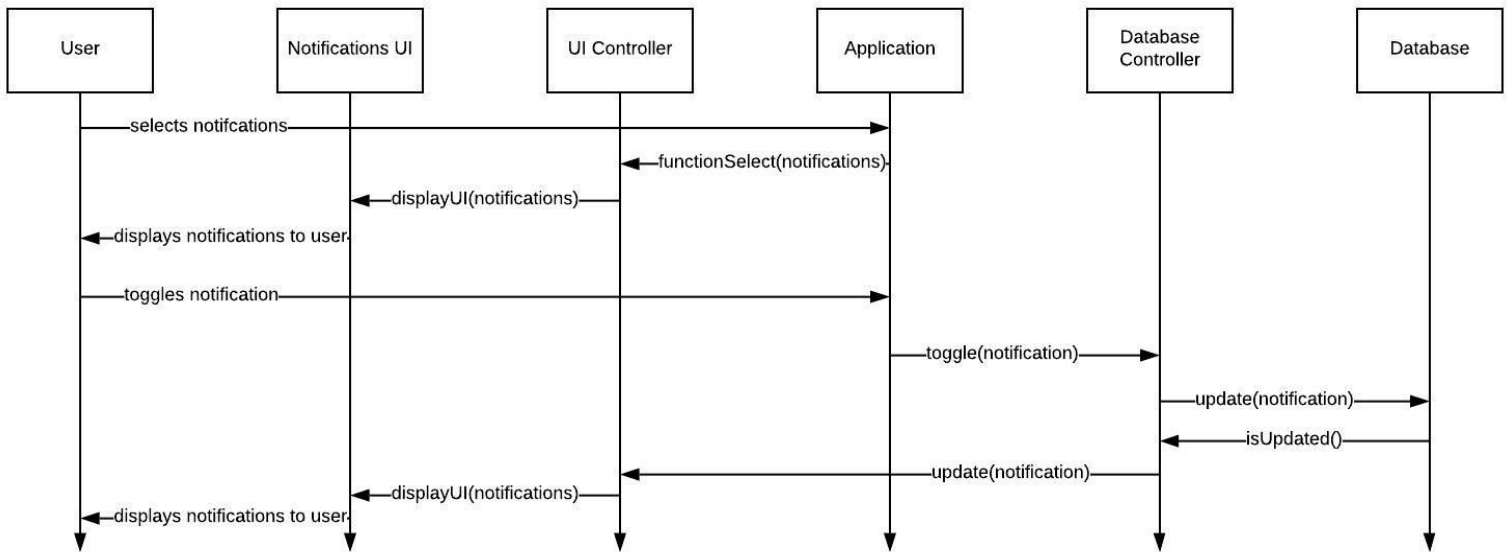 User
Notifications UI
UI Controller
Application
Database
Controller
Database
selects notifcations
functionSelect(notifications)
displayUI(notifications)
displays notifications to user
toggles notification
toggle(notification)
update(notification)
isUpdated()
update(notification)
displayUI(notifications)
displays notifications to user